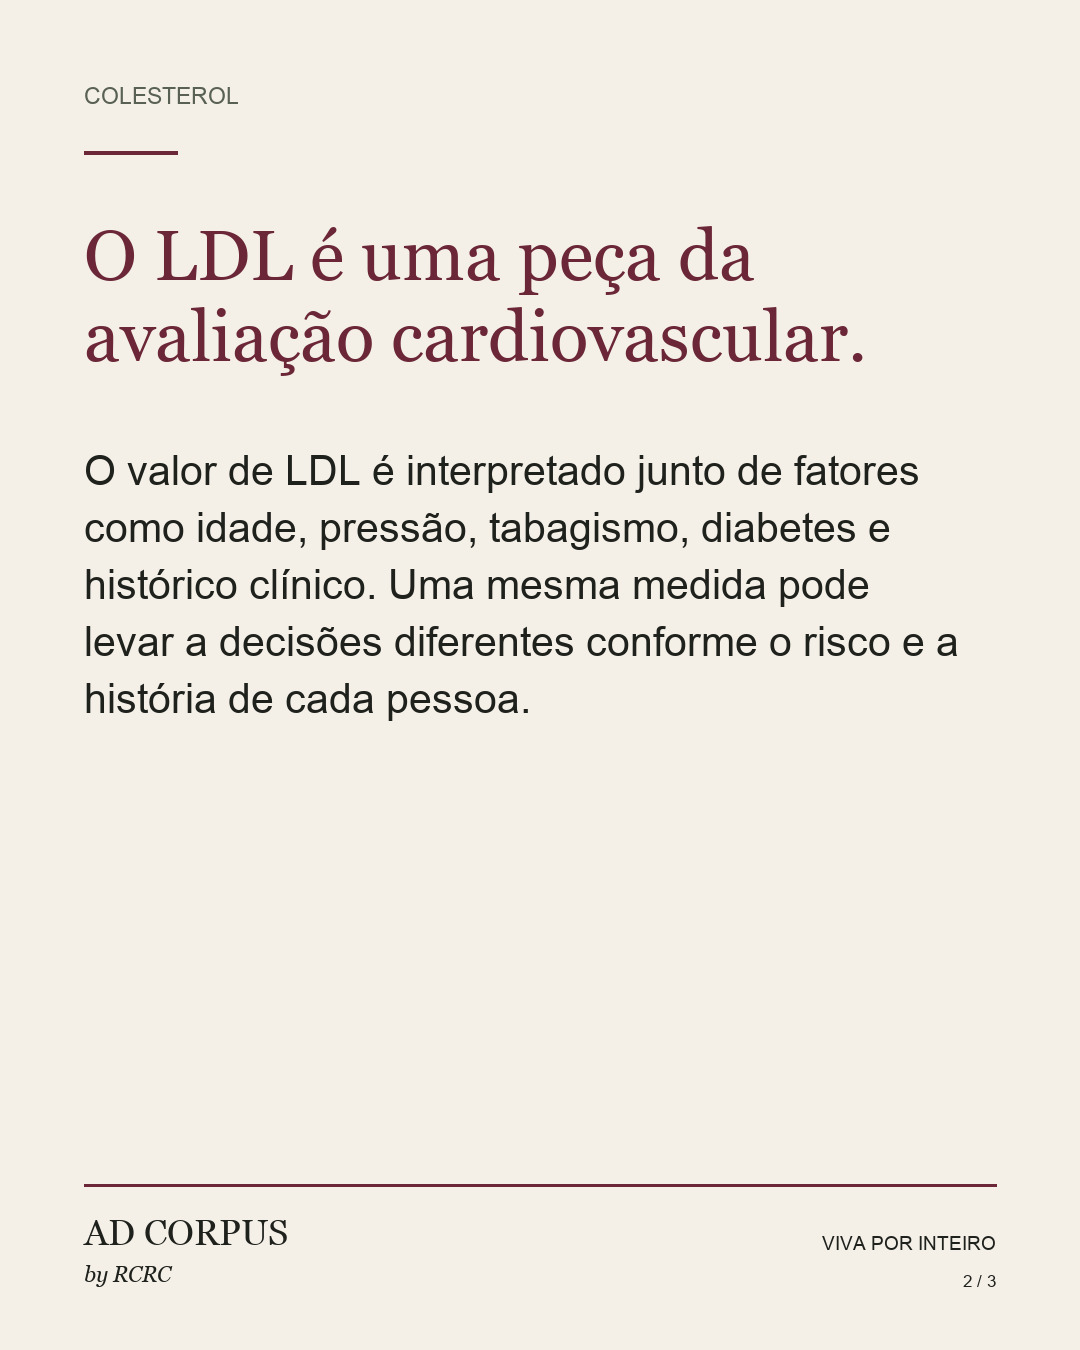 COLESTEROL
O LDL é uma peça da
avaliação cardiovascular.
O valor de LDL é interpretado junto de fatores
como idade, pressão, tabagismo, diabetes e
histórico clínico. Uma mesma medida pode
levar a decisões diferentes conforme o risco e a
história de cada pessoa.
AD CORPUS
by RCRC
VIVA POR INTEIRO
2 / 3